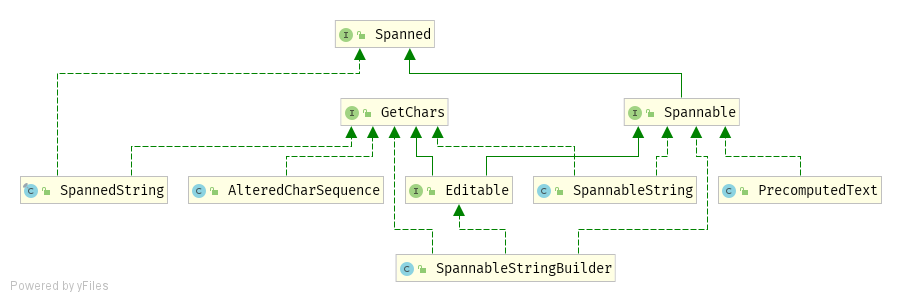 I Spanned
I GetChars
I Spannable
C SpannedString
C AlteredCharSequence
I Editable
C SpannableString
C PrecomputedText
C SpannableStringBuilder
Powered by yFiles